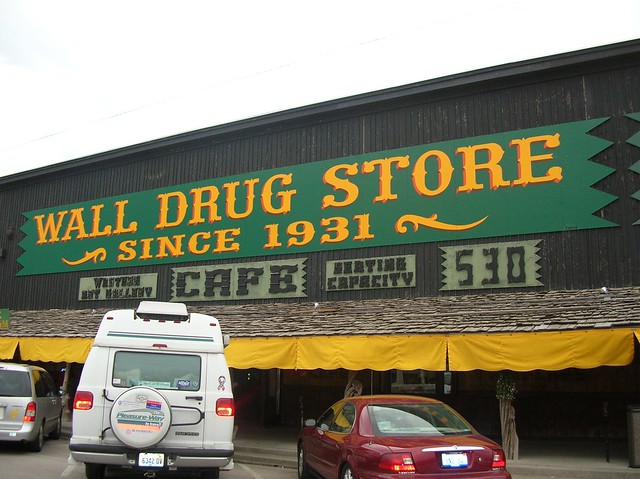 WALL DRUG STORE
SINCE 1931
WESTERN
ART GALLERY
CAFE
SEATING
CAPACITY
530
Pleasure-Way